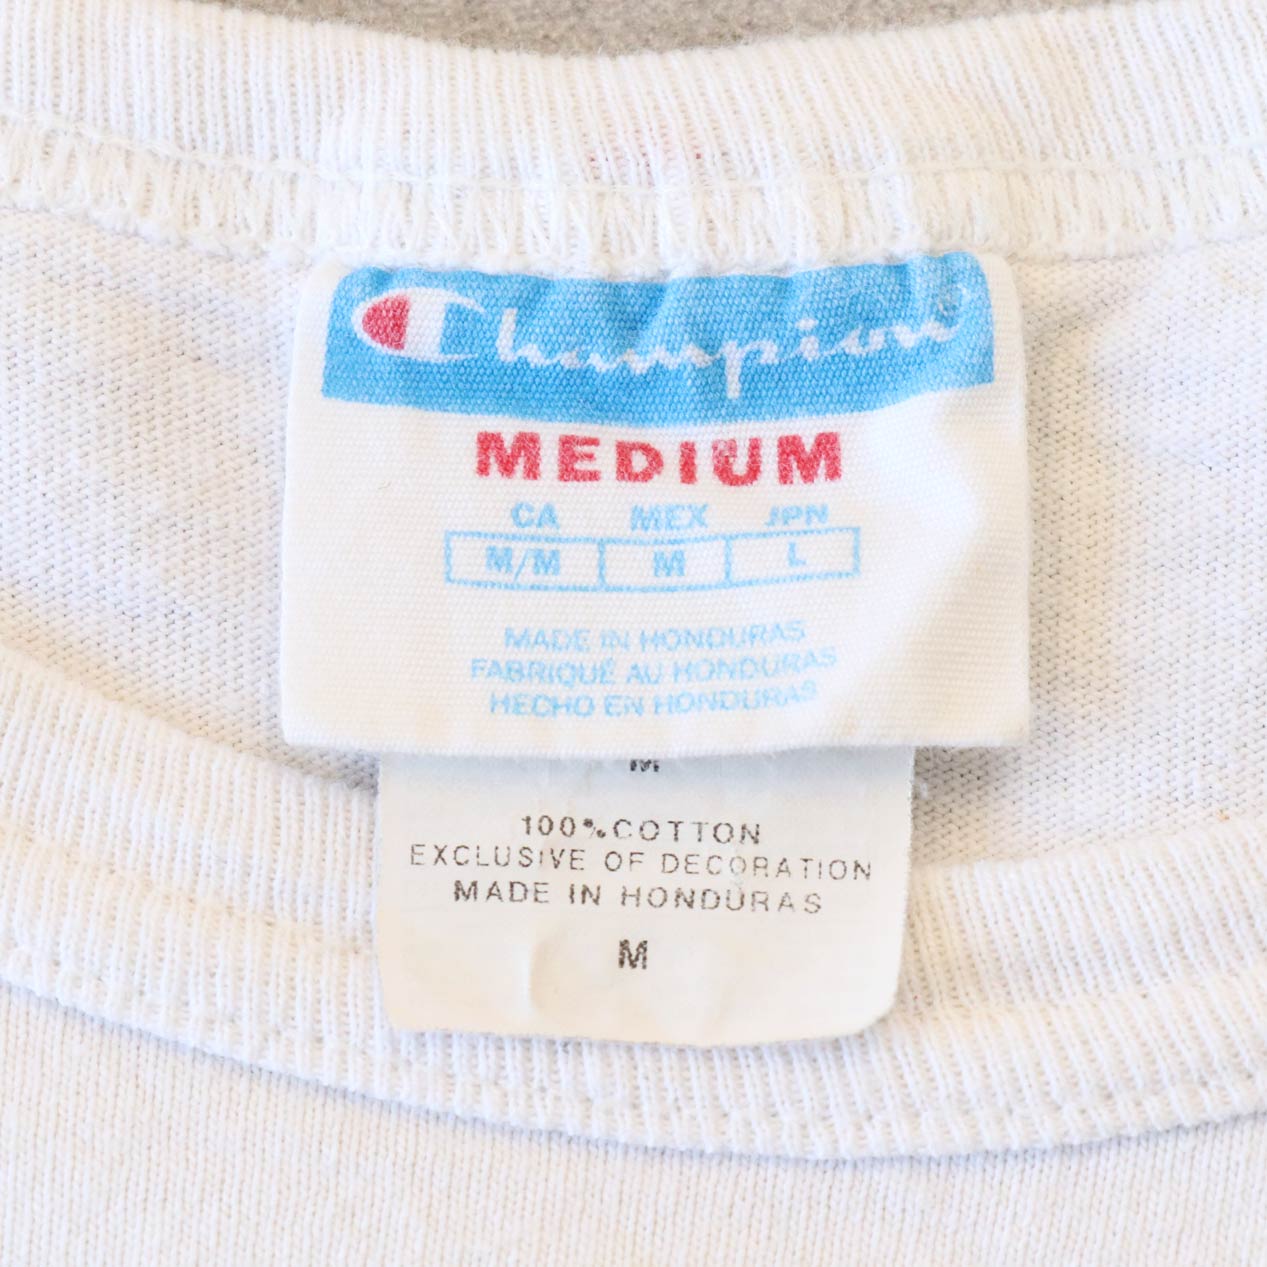 Champion
MEDIUM
CA MEX JPN
M/M M L
MADE IN HONDURAS
FABRIQUÉ AU HONDURAS
HECHO EN HONDURAS
M
100% COTTON
EXCLUSIVE OF DECORATION
MADE IN HONDURAS
M